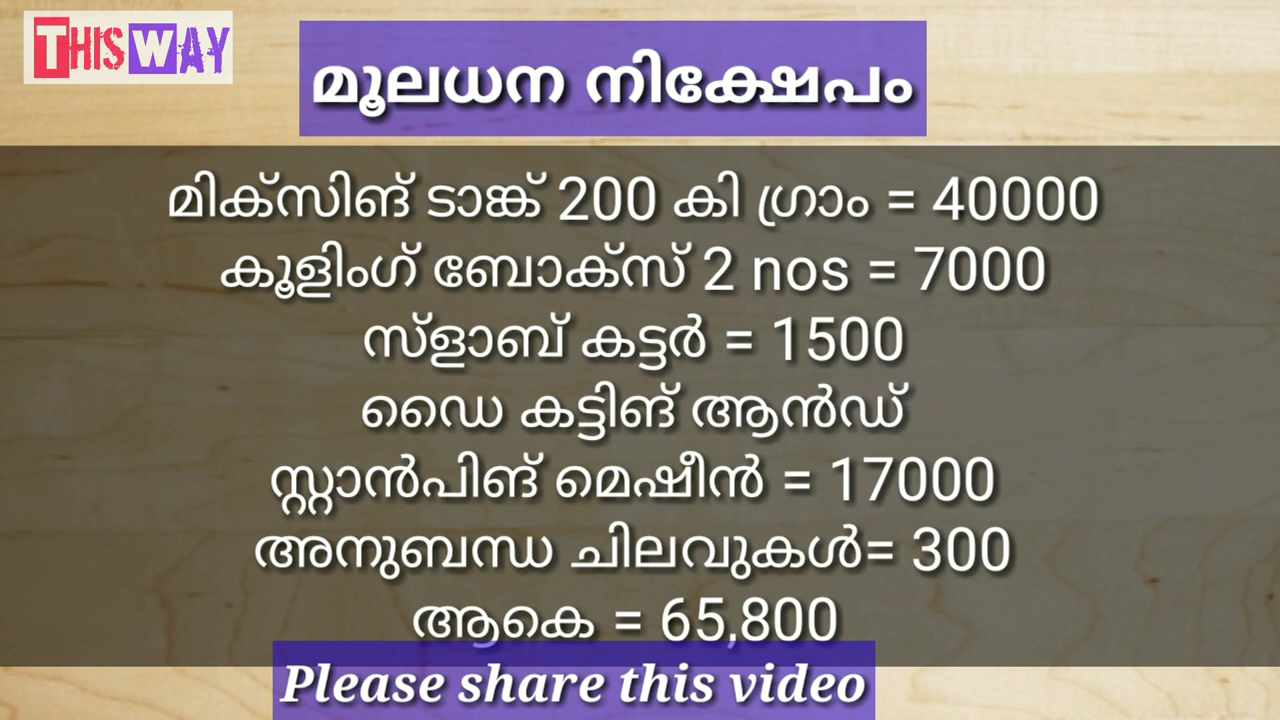 THISWAY
മൂലധന നിക്ഷേപം
മിക്സിങ് ടാങ്ക് 200 കി ഗ്രാം = 40000
കൂളിംഗ് ബോക്സ് 2 nos = 7000
സ്ളാബ് കട്ടർ = 1500
ഡൈ കട്ടിങ് ആൻഡ്
സ്റ്റാൻപിങ് മെഷീൻ = 17000
അനുബന്ധ ചിലവുകൾ= 300
ആകെ = 65,800
Please share this video